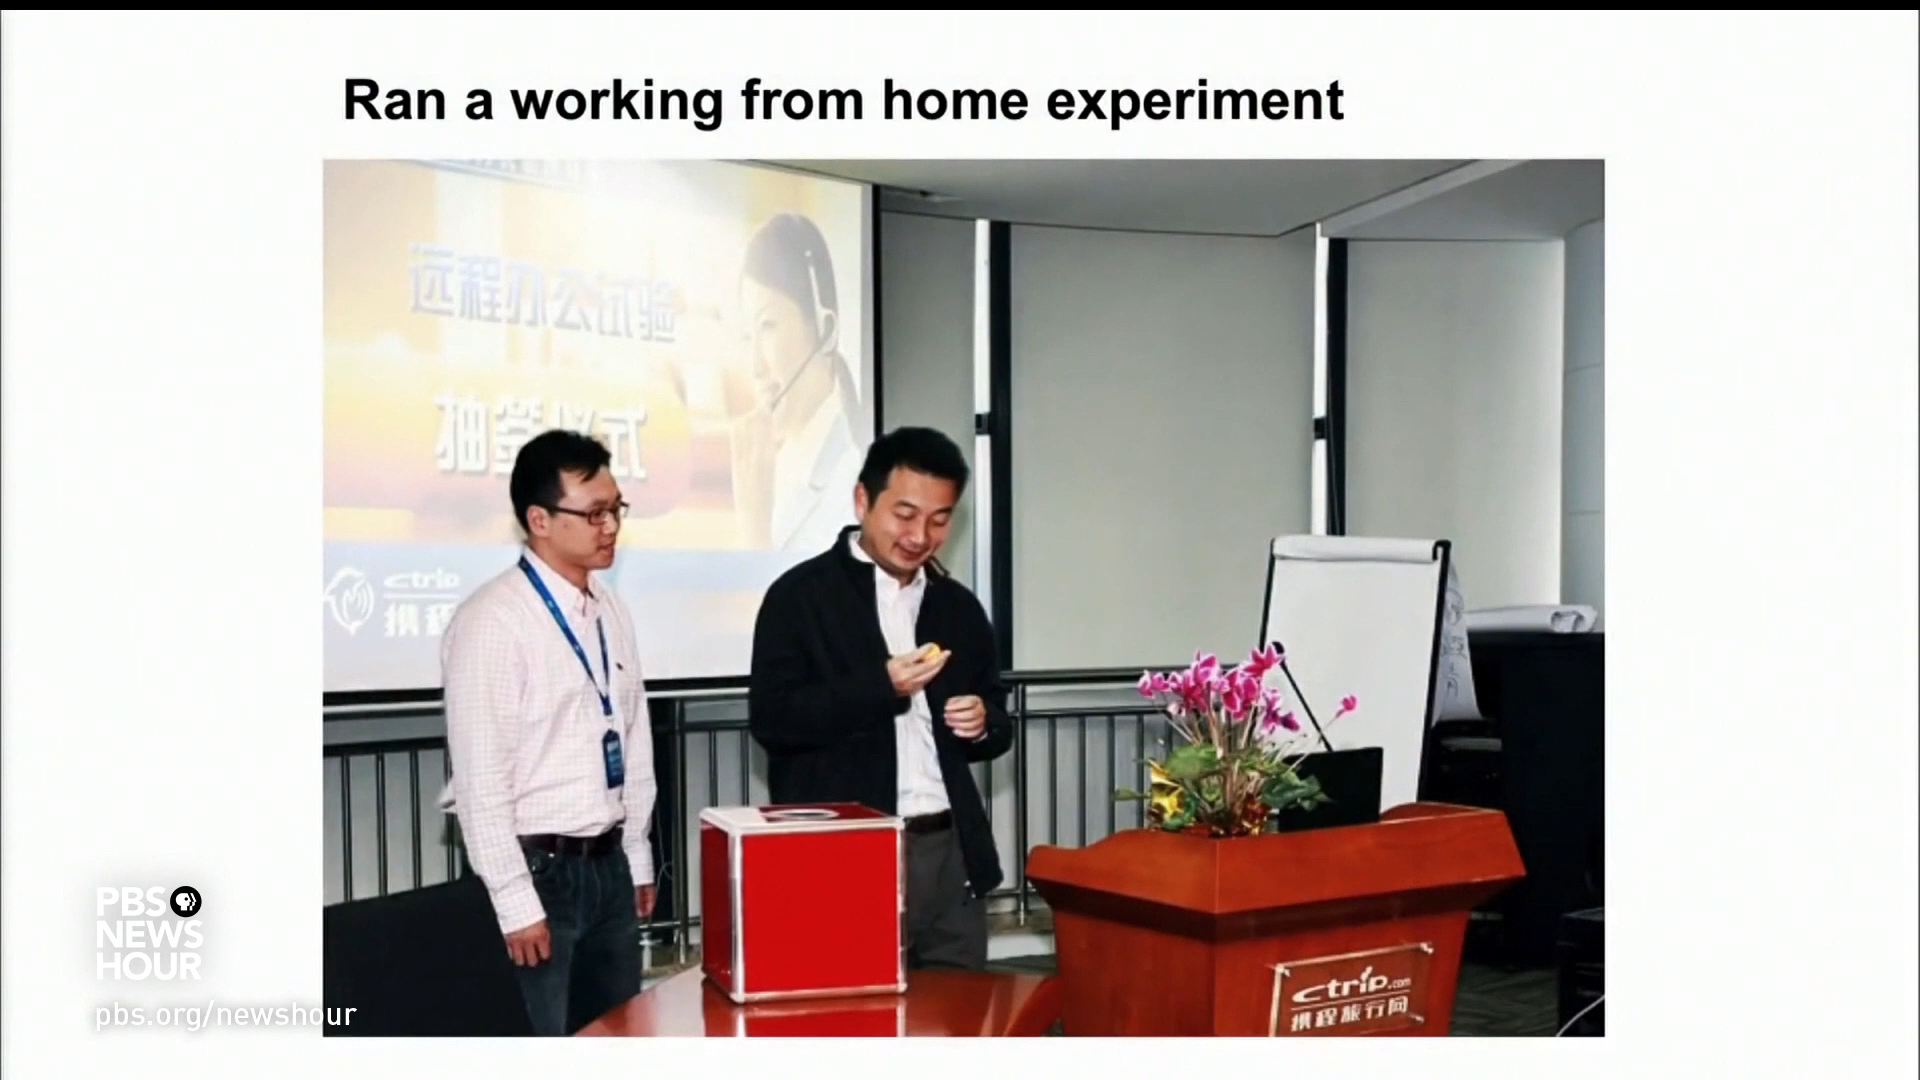 Ran a working from home experiment
远程办公试验
抽签仪式
ctrip
携程
ctrip.com
携程旅行网
PBS
NEWS
HOUR
pbs.org/newshour